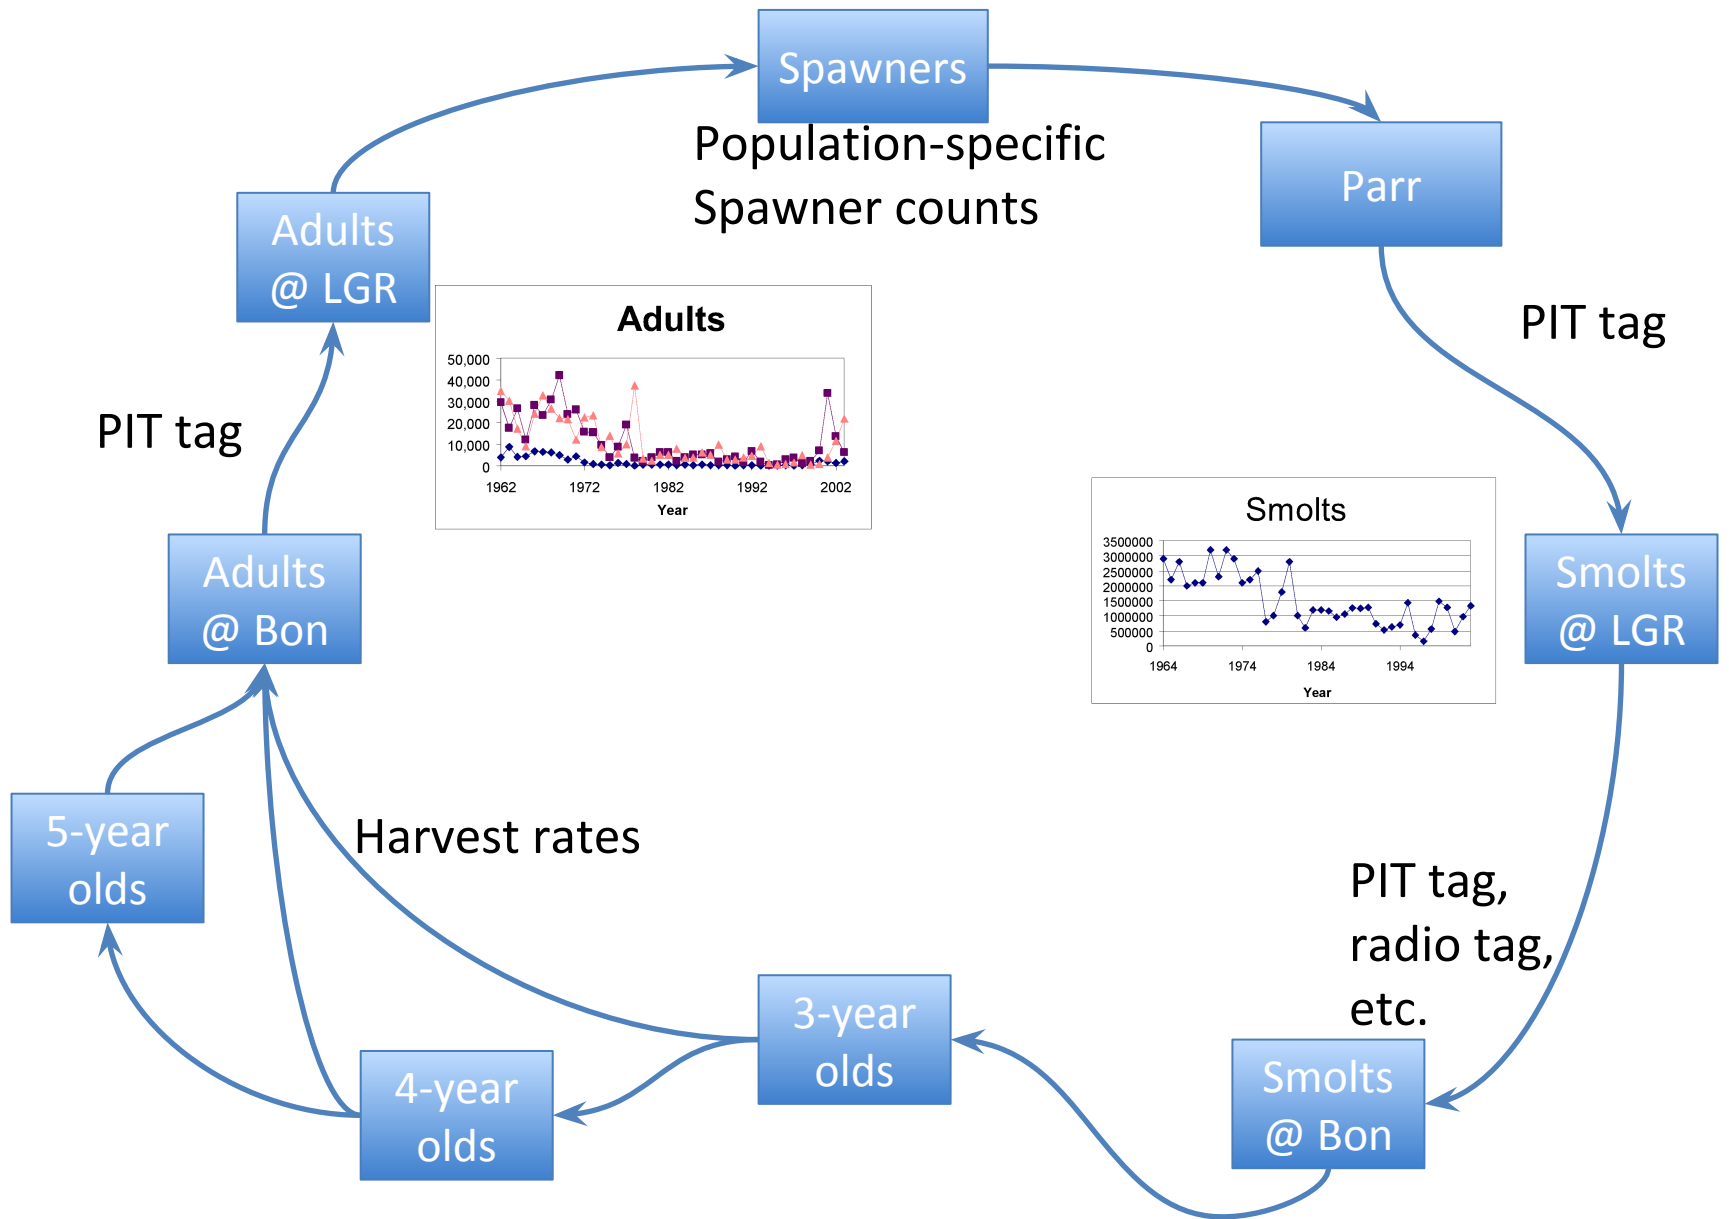 Spawners
Population-specific
Spawner counts
Parr
Adults
@ LGR
PIT tag
PIT tag
Adults
50,000
40,000
30,000
20,000
10,000
0
1962 1972 1982 1992 2002
Year
Smolts
3500000
3000000
2500000
2000000
1500000
1000000
500000
0
1964 1974 1984 1994
Year
Adults
@ Bon
Smolts
@ LGR
5-year
olds
Harvest rates
PIT tag,
radio tag,
etc.
3-year
olds
4-year
olds
Smolts
@ Bon